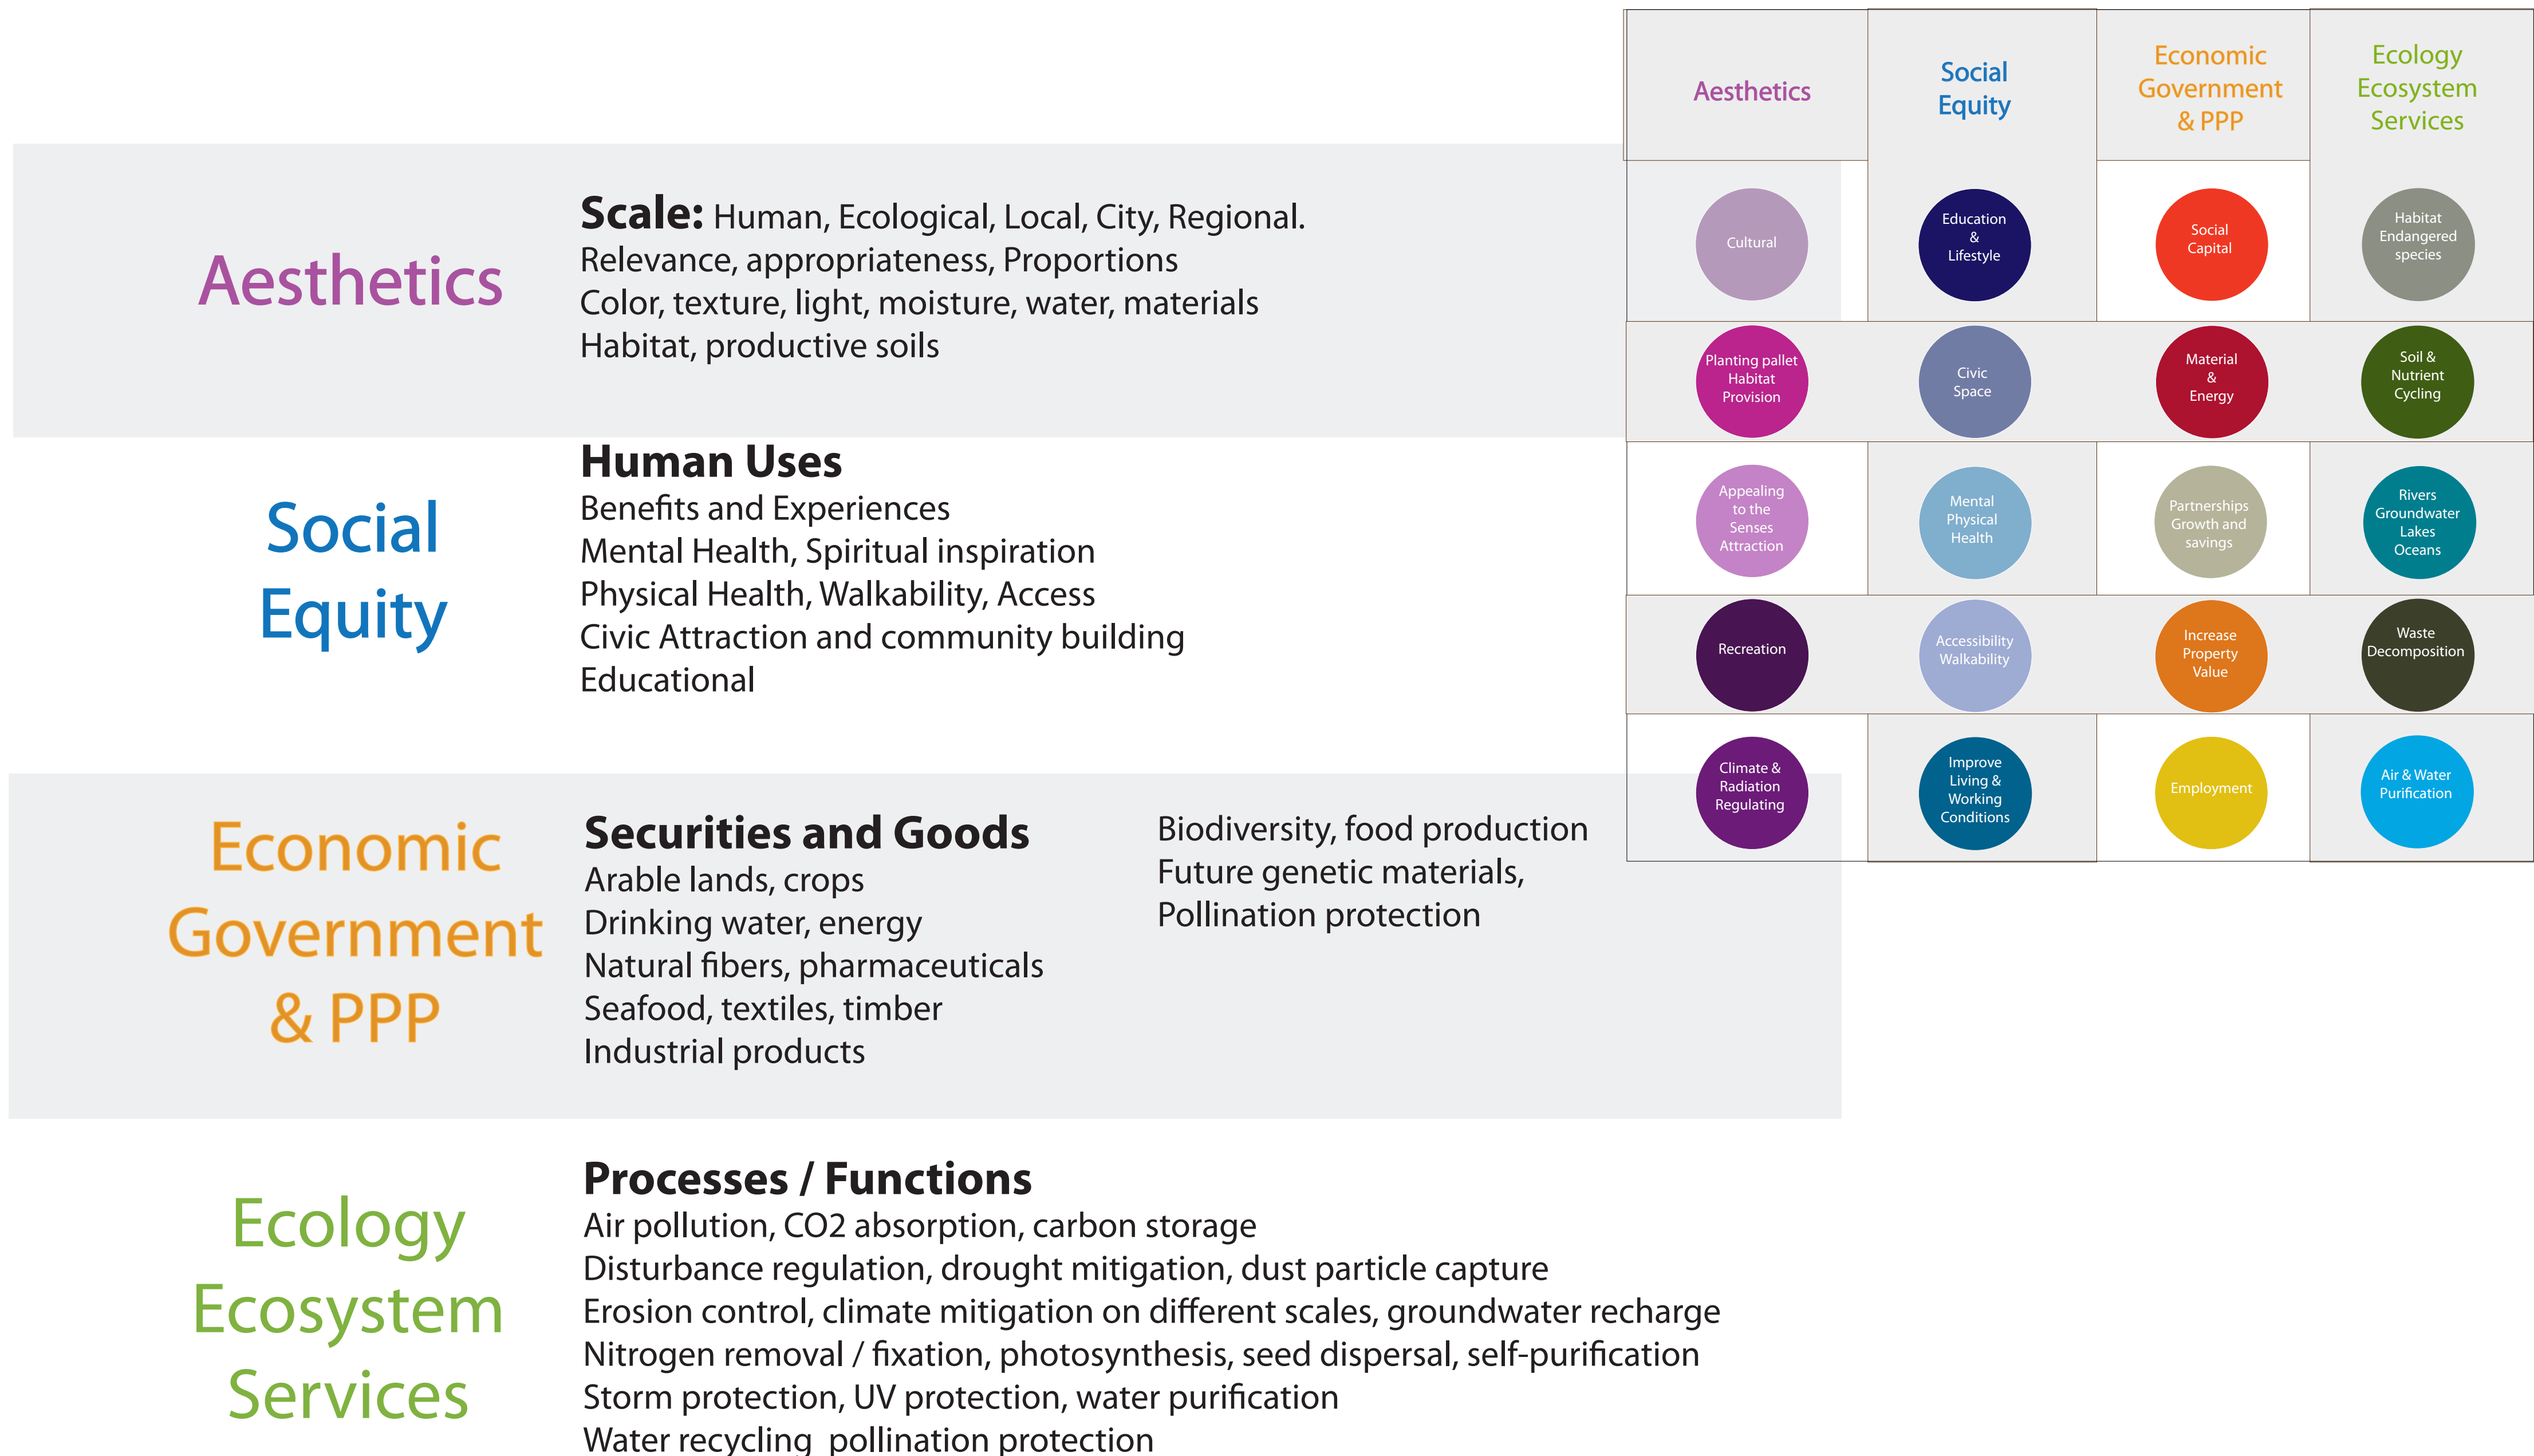 Aesthetics
Scale: Human, Ecological, Local, City, Regional.
Relevance, appropriateness, Proportions
Color, texture, light, moisture, water, materials
Habitat, productive soils
Social
Equity
Human Uses
Benefits and Experiences
Mental Health, Spiritual inspiration
Physical Health, Walkability, Access
Civic Attraction and community building
Educational
Economic
Government
& PPP
Securities and Goods
Arable lands, crops
Drinking water, energy
Natural fibers, pharmaceuticals
Seafood, textiles, timber
Industrial products
Biodiversity, food production
Future genetic materials,
Pollination protection
Ecology
Ecosystem
Services
Processes / Functions
Air pollution, CO2 absorption, carbon storage
Disturbance regulation, drought mitigation, dust particle capture
Erosion control, climate mitigation on different scales, groundwater recharge
Nitrogen removal / fixation, photosynthesis, seed dispersal, self-purification
Storm protection, UV protection, water purification
Water recycling pollination protection
Aesthetics
Social
Equity
Economic
Government
& PPP
Ecology
Ecosystem
Services
Cultural
Education
&
Lifestyle
Social
Capital
Habitat
Endangered
species
Planting pallet
Habitat
Provision
Civic
Space
Material
&
Energy
Soil &
Nutrient
Cycling
Appealing
to the
Senses
Attraction
Mental
Physical
Health
Partnerships
Growth and
savings
Rivers
Groundwater
Lakes
Oceans
Recreation
Accessibility
Walkability
Increase
Property
Value
Waste
Decomposition
Climate &
Radiation
Regulating
Improve
Living &
Working
Conditions
Employment
Air & Water
Purification